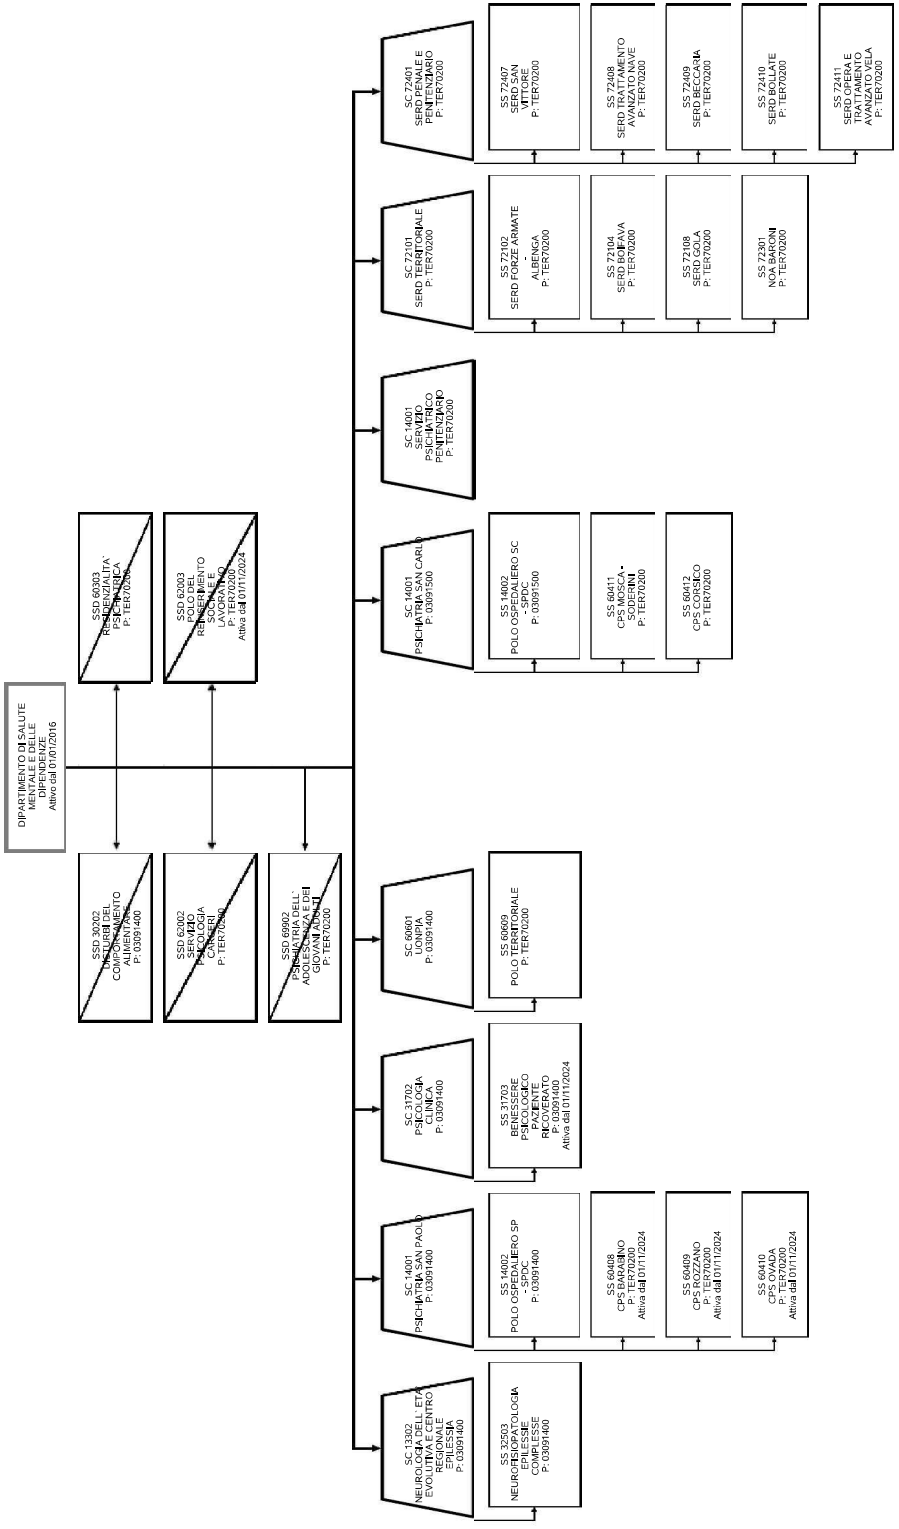 DIPARTIMENTO DI SALUTE
MENTALE E DELLE
DIPENDENZE
Attivo dal 01/01/2016
SSD 30202
DISTURBI DEL
COMPORTAMENTO
ALIMENTARE
P: 03091400
SSD 60303
RESIDENZIALITA`
PSICHIATRICA
P: TER70200
SSD 62002
SERVIZIO
PSICOLOGIA
CARCERI
P: TER70200
SSD 62003
POLO DEL
REINSERIMENTO
SOCIALE E
LAVORATIVO
P: TER70200
Attiva dal 01/11/2024
SSD 69902
PSICHIATRIA DELL`
ADOLESCENZA E DEI
GIOVANI ADULTI
P: TER70200
SC 13302
NEUROLOGIA DELL` ETA`
EVOLUTIVA E CENTRO
REGIONALE
EPILESSIA
P: 03091400
SS 32503
NEUROFISIOPATOLOGIA
EPILESSIE
COMPLESSE
P: 03091400
SC 14001
PSICHIATRIA SAN PAOLO
P: 03091400
SS 14002
POLO OSPEDALIERO SP
- SPDC
P: 03091400
SS 60408
CPS BARABINO
P: TER70200
Attiva dal 01/11/2024
SS 60409
CPS ROZZANO
P: TER70200
Attiva dal 01/11/2024
SS 60410
CPS OVADA
P: TER70200
Attiva dal 01/11/2024
SC 31702
PSICOLOGIA
CLINICA
P: 03091400
SS 31703
BENESSERE
PSICOLOGICO
PAZIENTE
RICOVERATO
P: 03091400
Attiva dal 01/11/2024
SC 60601
UONPIA
P: 03091400
SS 60609
POLO TERRITORIALE
P: TER70200
SC 14001
PSICHIATRIA SAN CARLO
P: 03091500
SS 14002
POLO OSPEDALIERO SC
- SPDC
P: 03091500
SS 60411
CPS MOSCA -
SODERINI
P: TER70200
SS 60412
CPS CORSICO
P: TER70200
SC 14001
SERVIZIO
PSICHIATRICO
PENITENZIARIO
P: TER70200
SC 72101
SERD TERRITORIALE
P: TER70200
SS 72102
SERD FORZE ARMATE
-
ALBENGA
P: TER70200
SS 72104
SERD BOIFAVA
P: TER70200
SS 72108
SERD GOLA
P: TER70200
SS 72301
NOA BARONI
P: TER70200
SC 72401
SERD PENALE E
PENITENZIARIO
P: TER70200
SS 72407
SERD SAN
VITTORE
P: TER70200
SS 72408
SERD TRATTAMENTO
AVANZATO NAVE
P: TER70200
SS 72409
SERD BECCARIA
P: TER70200
SS 72410
SERD BOLLATE
P: TER70200
SS 72411
SERD OPERA E
TRATTAMENTO
AVANZATO VELA
P: TER70200